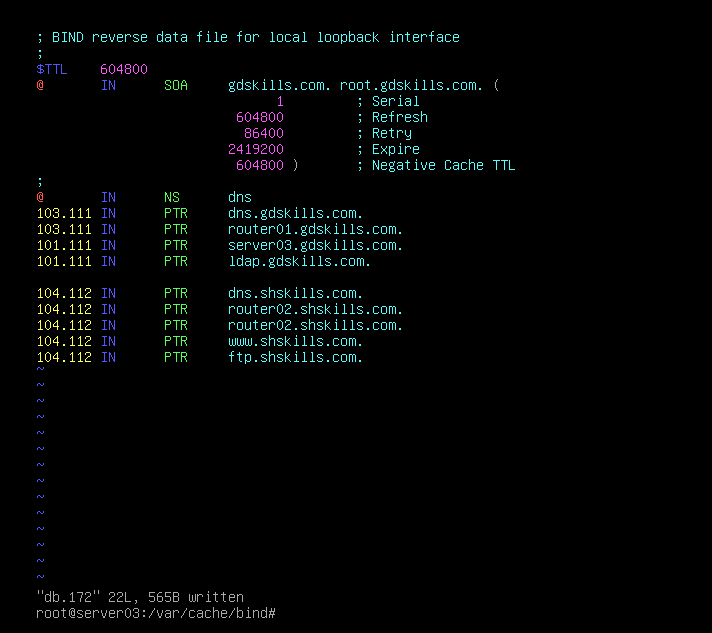 ; BIND reverse data file for local loopback interface
;
$TTL    604800
@       IN      SOA     gdskills.com. root.gdskills.com. (
                              1         ; Serial
                         604800         ; Refresh
                          86400         ; Retry
                        2419200         ; Expire
                         604800 )       ; Negative Cache TTL
;
@       IN      NS      dns
103.111 IN      PTR     dns.gdskills.com.
103.111 IN      PTR     router01.gdskills.com.
101.111 IN      PTR     server03.gdskills.com.
101.111 IN      PTR     ldap.gdskills.com.

104.112 IN      PTR     dns.shskills.com.
104.112 IN      PTR     router02.shskills.com.
104.112 IN      PTR     router02.shskills.com.
104.112 IN      PTR     www.shskills.com.
104.112 IN      PTR     ftp.shskills.com.
~
~
~
~
~
~
~
~
~
~
~
~
~
~
"db.172" 22L, 565B written
root@server03:/var/cache/bind#